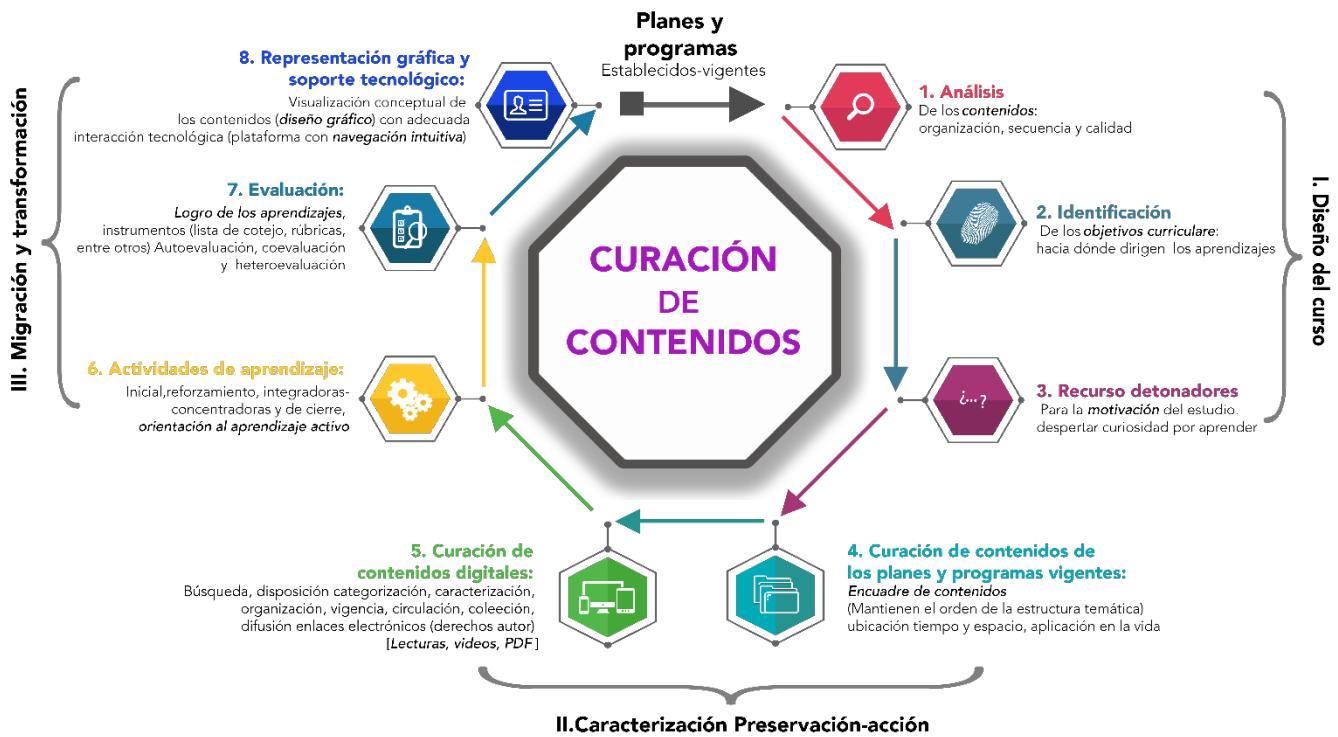 Planes y
programas
Establecidos-vigentes
1. Análisis
De los contenidos:
organización, secuencia y calidad
2. Identificación
De los objetivos curriculare:
hacia dónde dirigen los aprendizajes
3. Recurso detonadores
Para la motivación del estudio.
despertar curiosidad por aprender
¿...?
I. Diseño del curso
4. Curación de contenidos de
los planes y programas vigentes:
Encuadre de contenidos
(Mantienen el orden de la estructura temática)
ubicación tiempo y espacio, aplicación en la vida
5. Curación de
contenidos digitales:
Búsqueda, disposición categorización, caracterización,
organización, vigencia, circulación, coleeción,
difusión enlaces electrónicos (derechos autor)
[Lecturas, videos, PDF]
II.Caracterización Preservación-acción
6. Actividades de aprendizaje:
Inicial,reforzamiento, integradoras-
concentradoras y de cierre,
orientación al aprendizaje activo
7. Evaluación:
Logro de los aprendizajes,
instrumentos (lista de cotejo, rúbricas,
entre otros) Autoevaluación, coevaluación
y heteroevaluación
8. Representación gráfica y
soporte tecnológico:
Visualización conceptual de
los contenidos (diseño gráfico) con adecuada
interacción tecnológica (plataforma con navegación intuitiva)
III. Migración y transformación
CURACIÓN
DE
CONTENIDOS